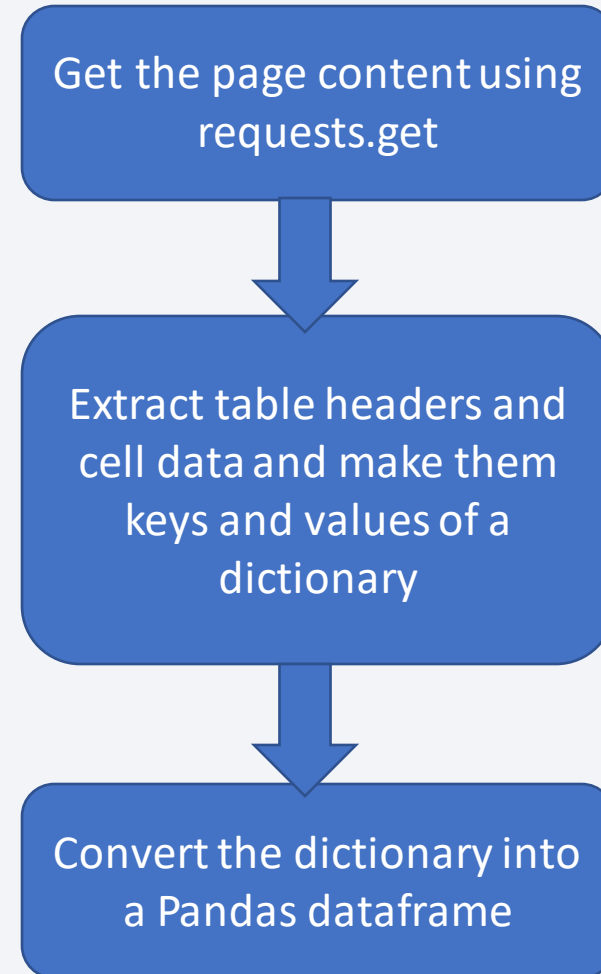 Get the page content using
requests.get
Extract table headers and
cell data and make them
keys and values of a
dictionary
Convert the dictionary into
a Pandas dataframe